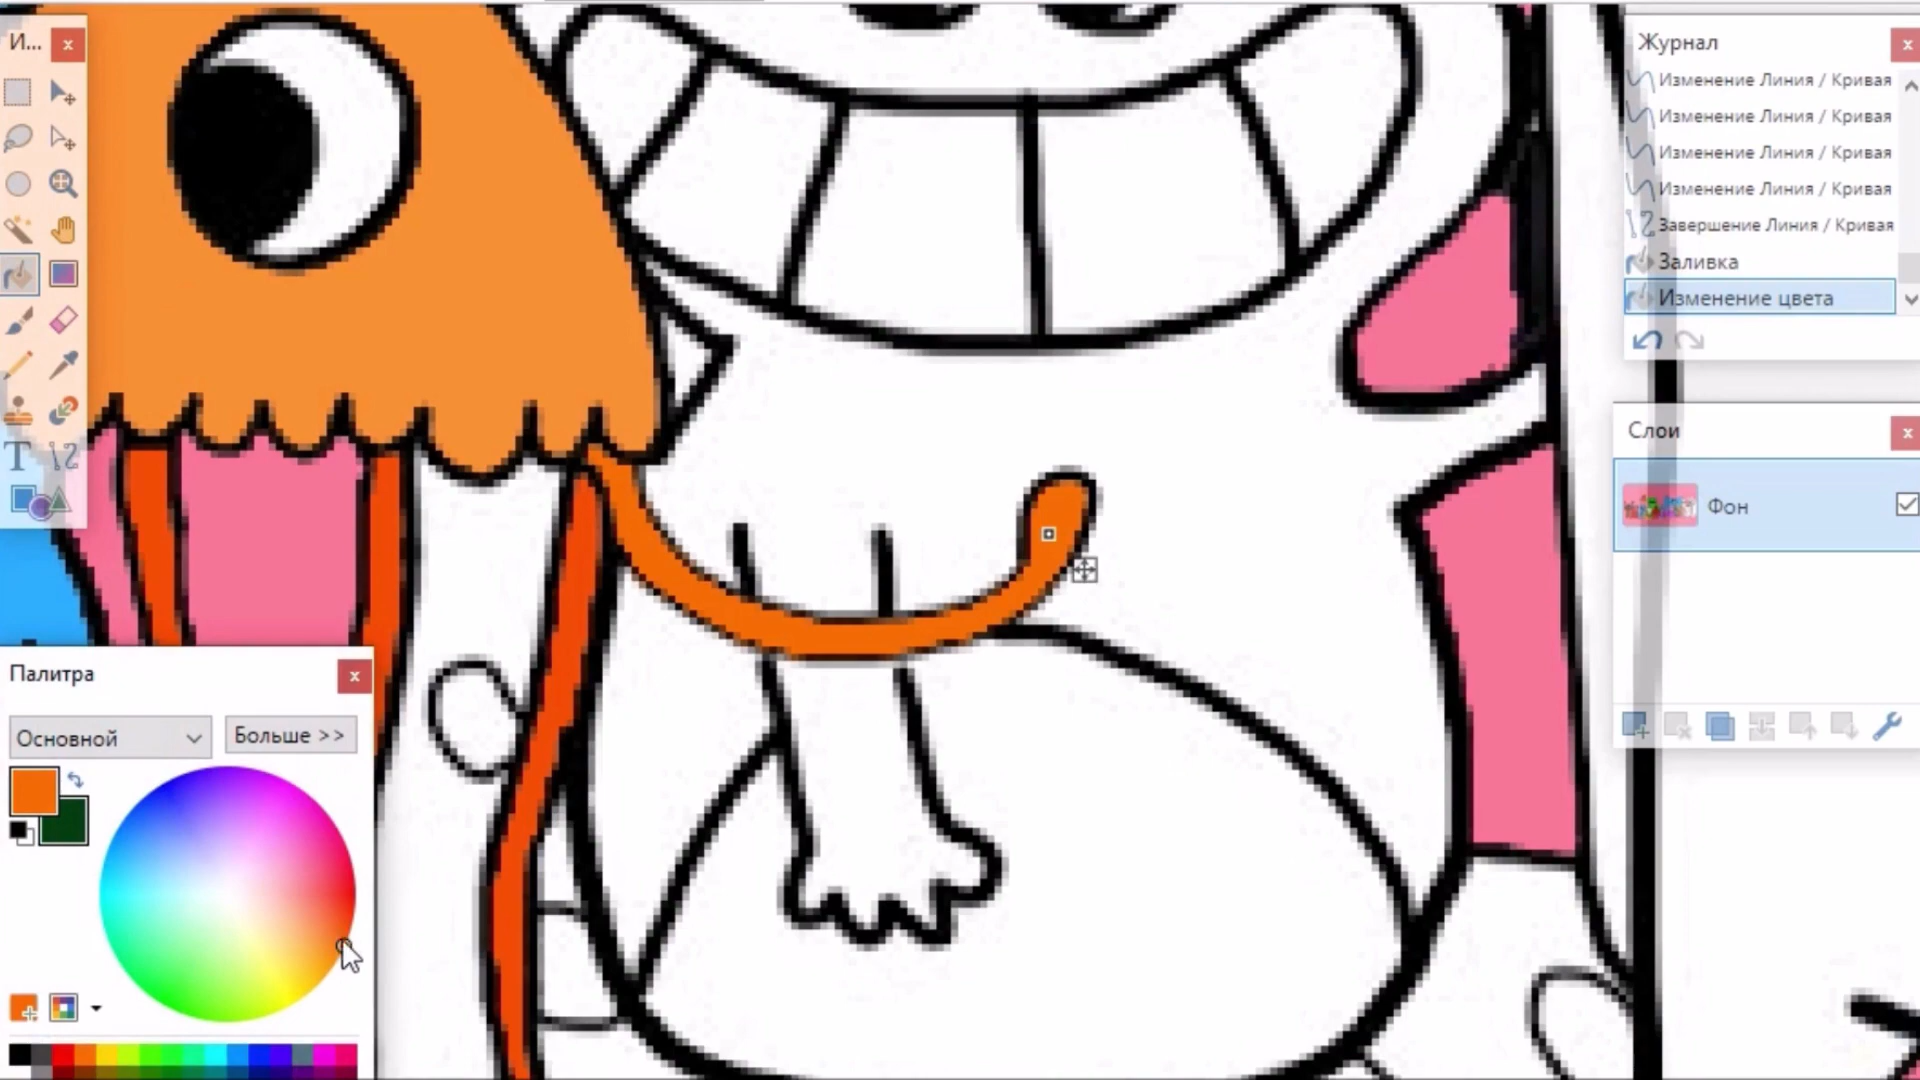 И...
Журнал
Изменение Линия / Кривая
Изменение Линия / Кривая
Изменение Линия / Кривая
Изменение Линия / Кривая
Завершение Линия / Кривая
Заливка
Изменение цвета
Слои
Фон
Палитра
Основной
Больше >>